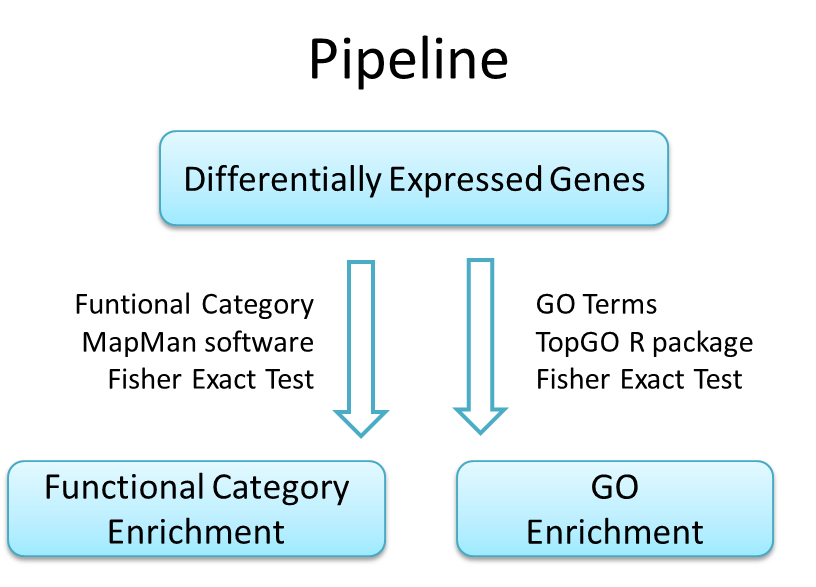 Pipeline
Differentially Expressed Genes
Funtional Category
MapMan software
Fisher Exact Test
GO Terms
TopGO R package
Fisher Exact Test
Functional Category
Enrichment
GO
Enrichment